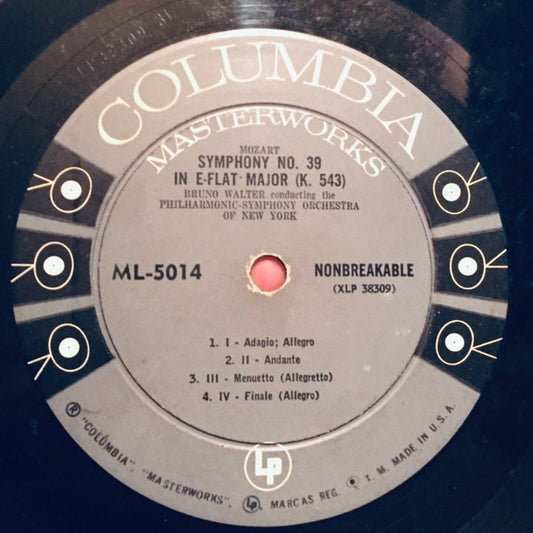 COLUMBIA
MASTERWORKS
MOZART
SYMPHONY NO. 39
IN E-FLAT MAJOR (K. 543)
BRUNO WALTER conducting the
PHILHARMONIC-SYMPHONY ORCHESTRA
OF NEW YORK
ML-5014
NONBREAKABLE
(XLP 38309)
1. I - Adagio; Allegro
2. II - Andante
3. III - Menuetto (Allegretto)
4. IV - Finale (Allegro)
LP
Ⓡ "COLUMBIA", "MASTERWORKS", LP, MARCAS REG. Ⓣ T. M. MADE IN U.S.A.